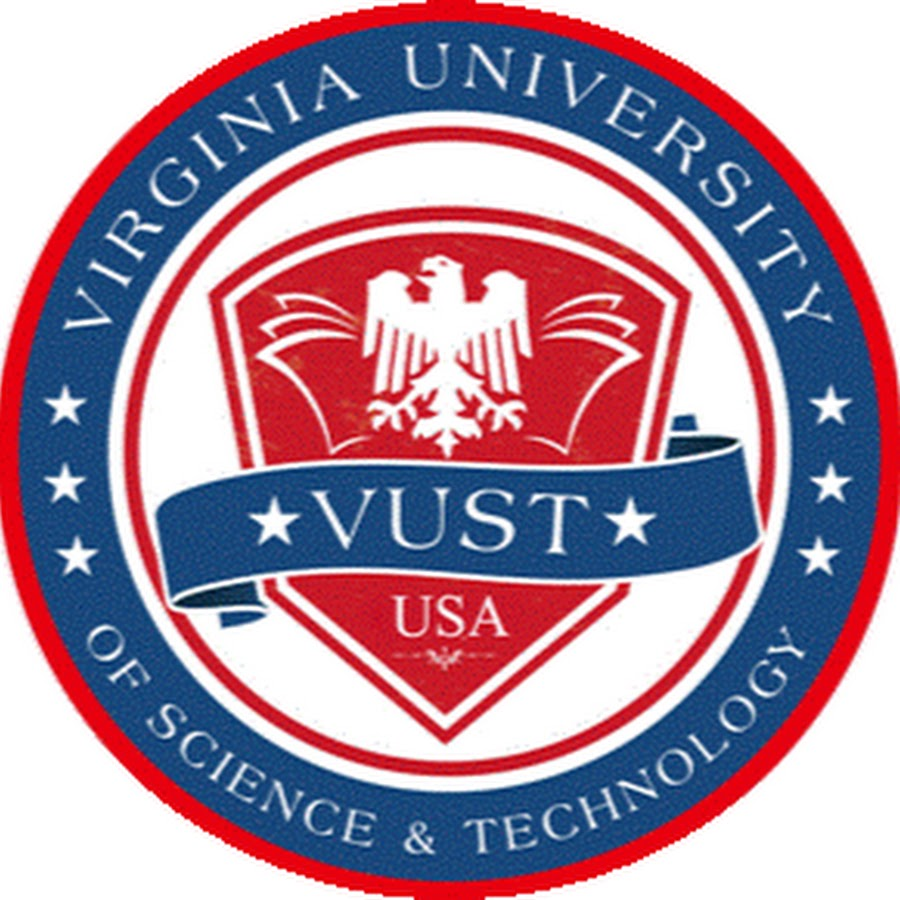 VIRGINIA UNIVERSITY
VUST
USA
OF SCIENCE & TECHNOLOGY